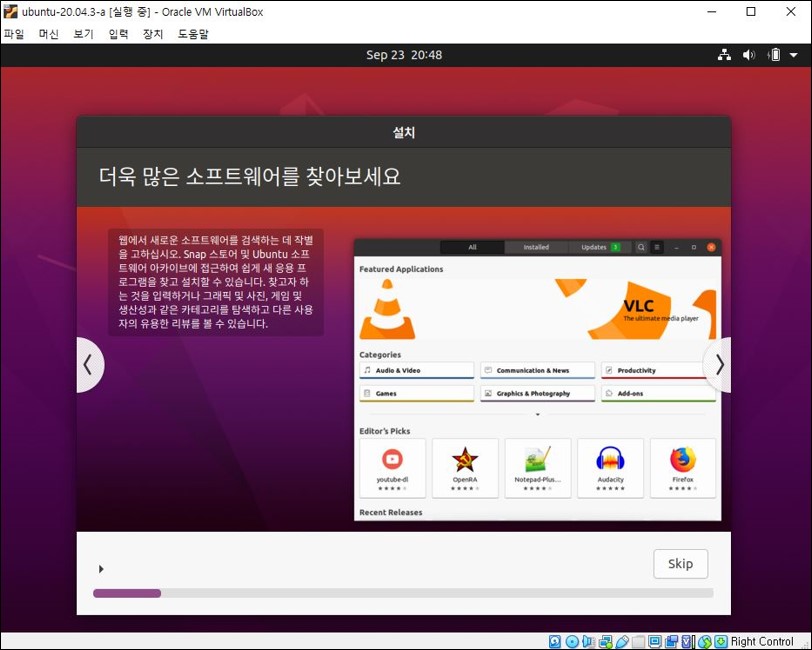 ubuntu-20.04.3-a [실행 중] - Oracle VM VirtualBox
파일 머신 보기 입력 장치 도움말
Sep 23 20:48
설치
더욱 많은 소프트웨어를 찾아보세요
웹에서 새로운 소프트웨어를 검색하는 데 작별
을 고하십시오. Snap 스토어 및 Ubuntu 소프
트웨어 아카이브에 접근하여 쉽게 새 응용 프
로그램을 찾고 설치할 수 있습니다. 찾고자 하
는 것을 입력하거나 그래픽 및 사진, 게임 및
생산성과 같은 카테고리를 탐색하고 다른 사용
자의 유용한 리뷰를 볼 수 있습니다.
All Installed Updates 3
Featured Applications
VLC
The ultimate media player
Categories
Audio & Video Communication & News Productivity
Games Graphics & Photography Add-ons
Editor's Picks
youtube-dl OpenRA Notepad-Plus... Audacity Firefox
Recent Releases
Skip
Right Control